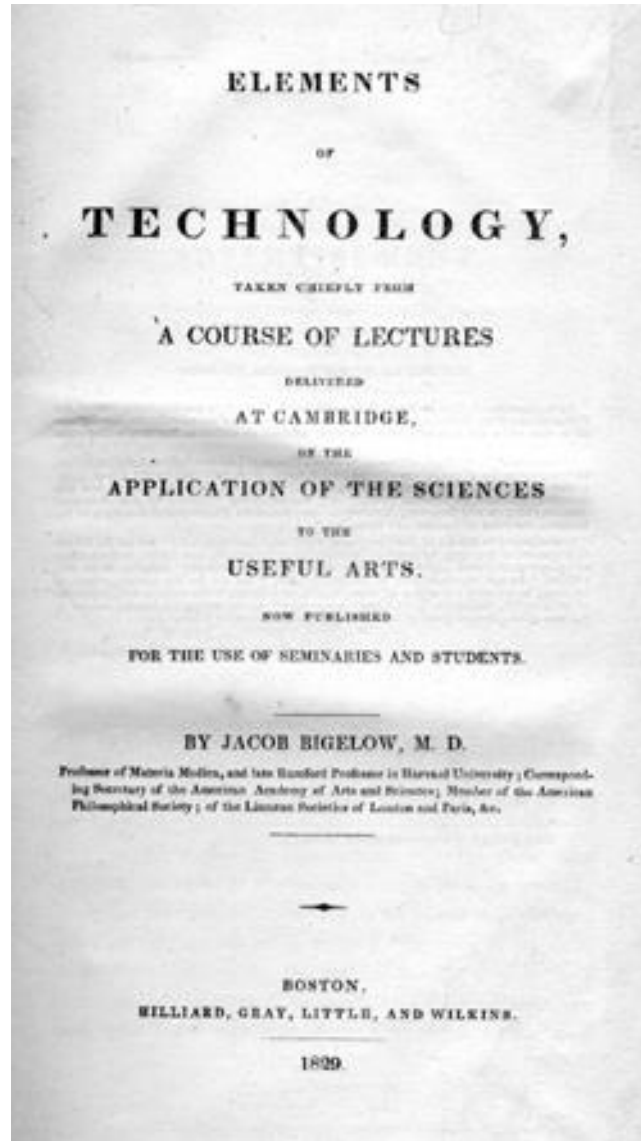 ELEMENTS
OF
TECHNOLOGY,
TAKEN CHIEFLY FROM
A COURSE OF LECTURES
DELIVERED
AT CAMBRIDGE,
ON THE
APPLICATION OF THE SCIENCES
TO THE
USEFUL ARTS.
NOW PUBLISHED
FOR THE USE OF SEMINARIES AND STUDENTS.
BY JACOB BIGELOW, M. D.
Professor of Materia Medica, and late Rumford Professor in Harvard University; Correspond-
ing Secretary of the American Academy of Arts and Sciences; Member of the American
Philosophical Society; of the Linnæan Societies of London and Paris, &c.
BOSTON,
HILLIARD, GRAY, LITTLE, AND WILKINS.
1829.